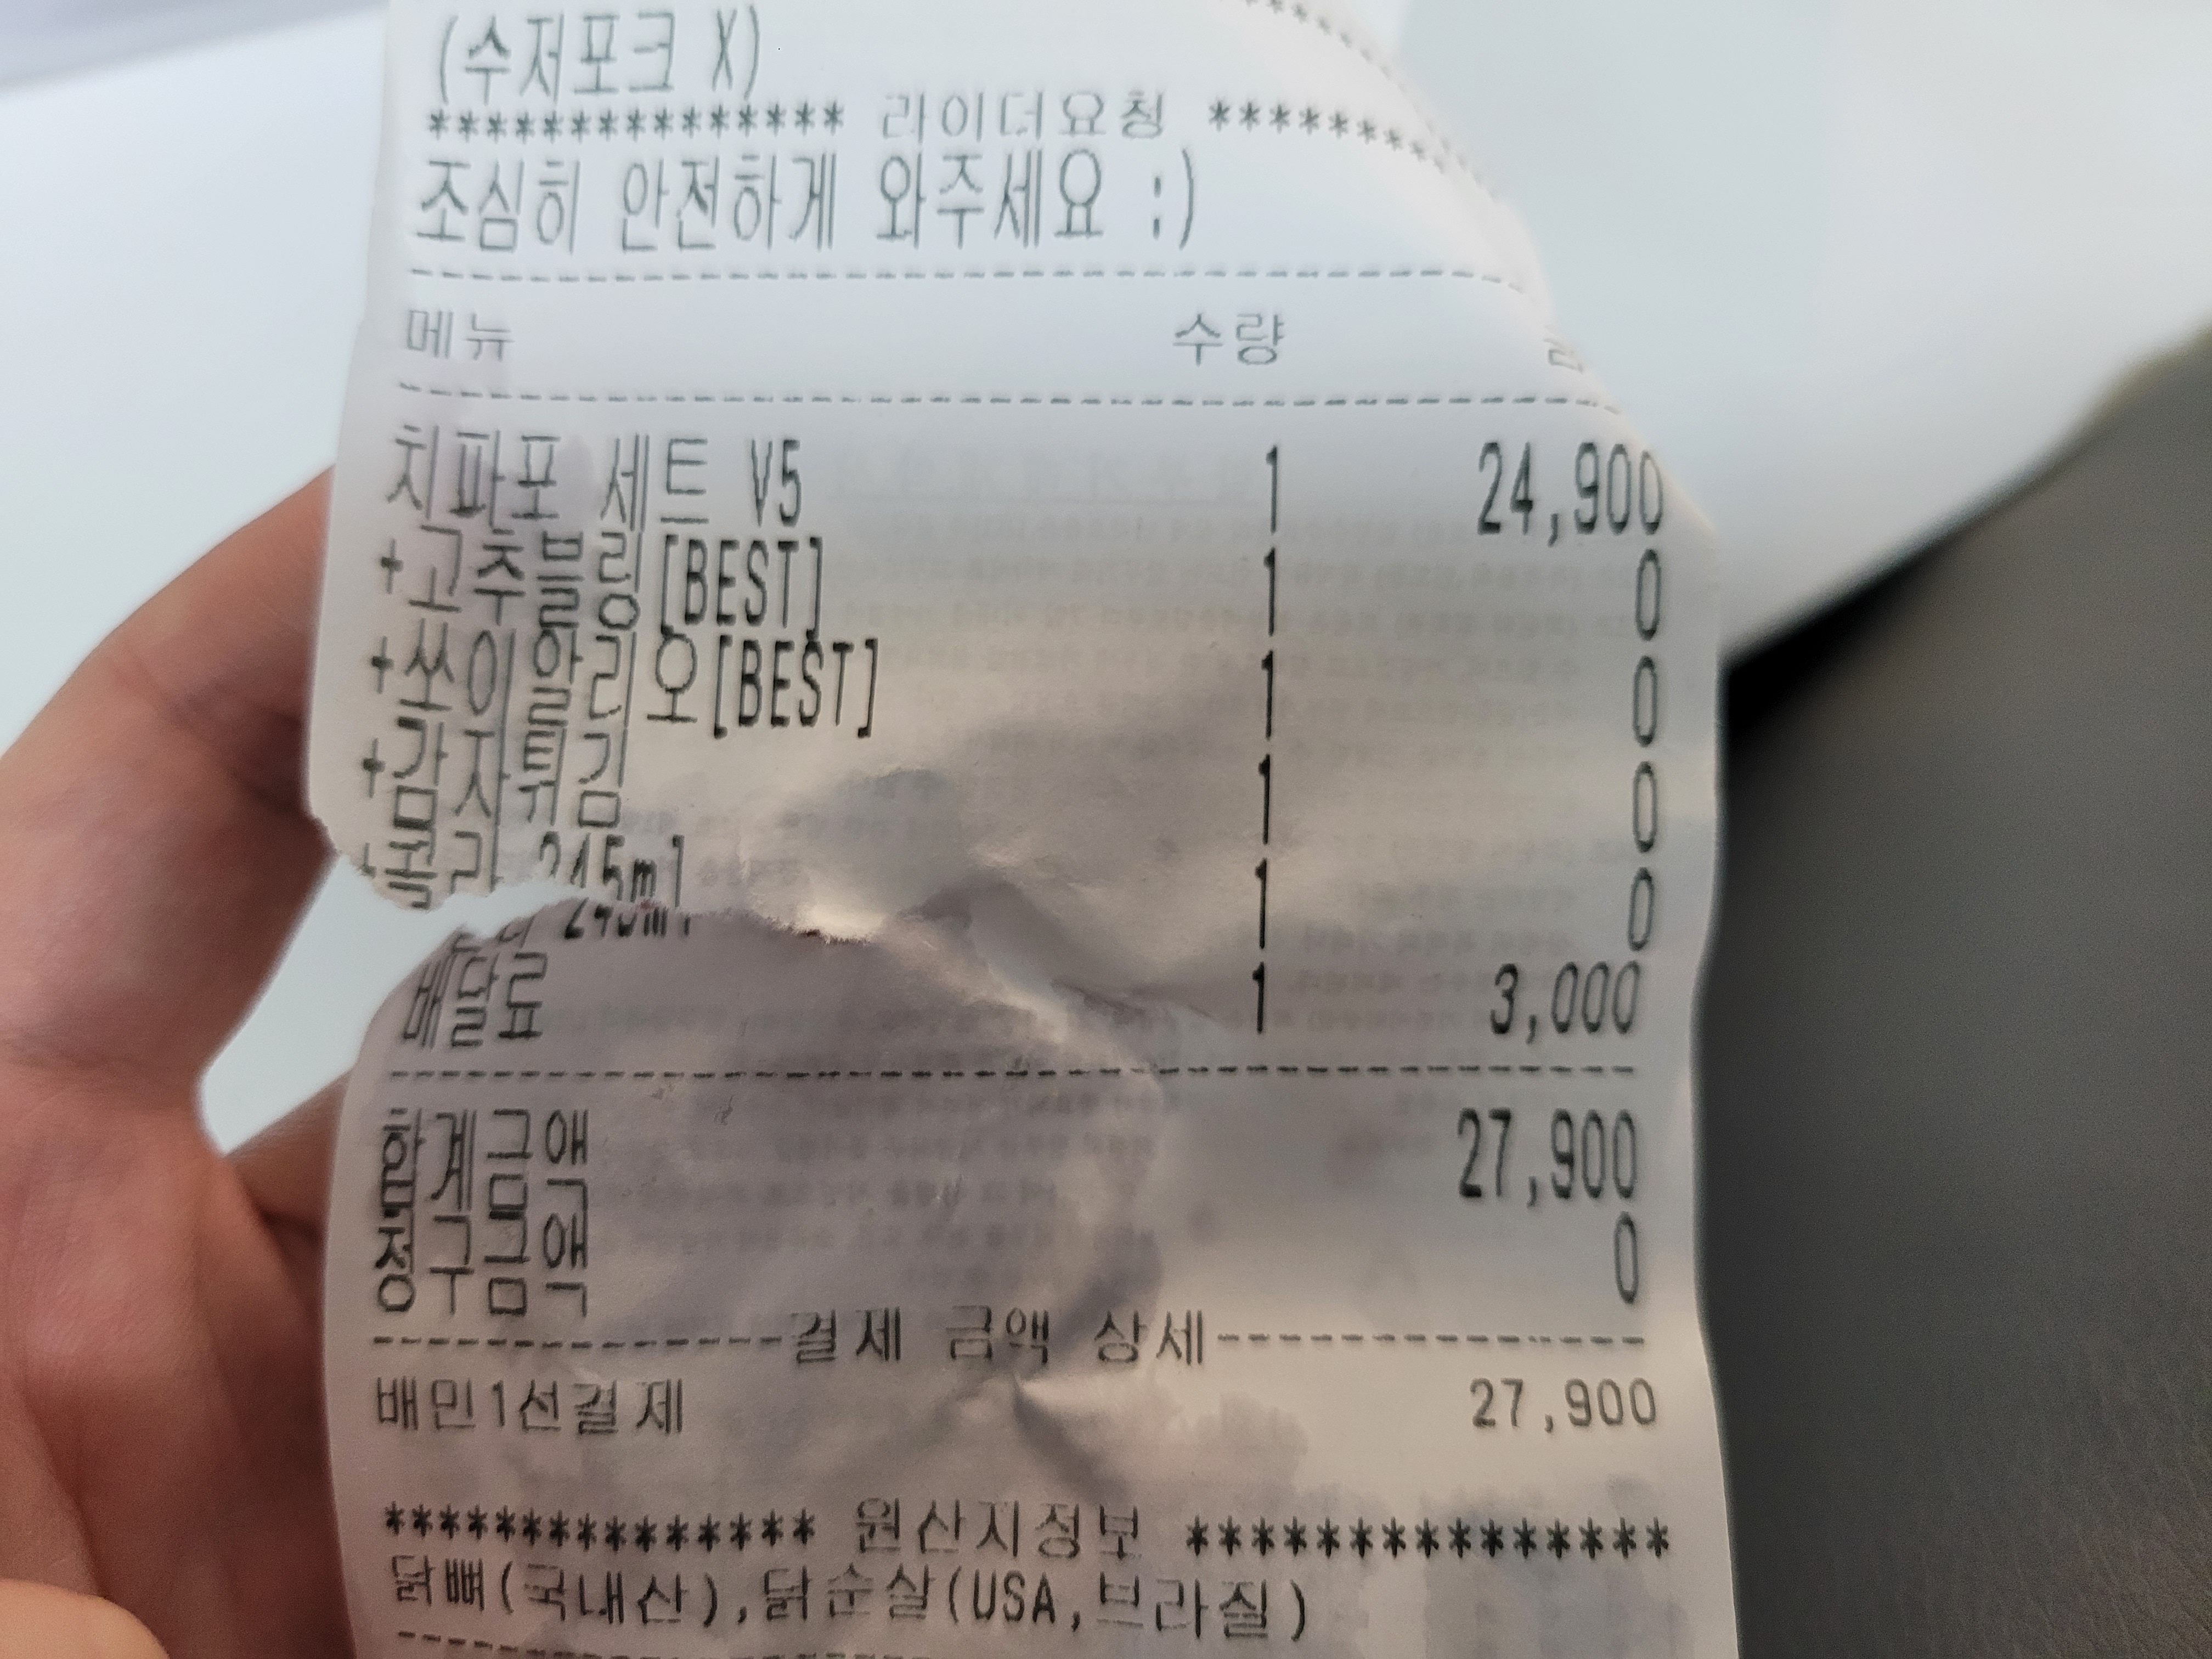 (수저포크 X)
*************** 라이더요청 *********
조심히 안전하게 와주세요 :)
메뉴 수량
치파포 세트 V5 1 24,900
+고추블링[BEST] 1 0
+쏘이알리오[BEST] 1 0
+감자튀김 1 0
+콜라 245ml 1 0
배달료 1 3,000
합계금액 27,900
청구금액 0
---------------결제 금액 상세---------------
배민1선결제 27,900
**************** 원산지정보 ****************
닭뼈(국내산),닭순살(USA,브라질)